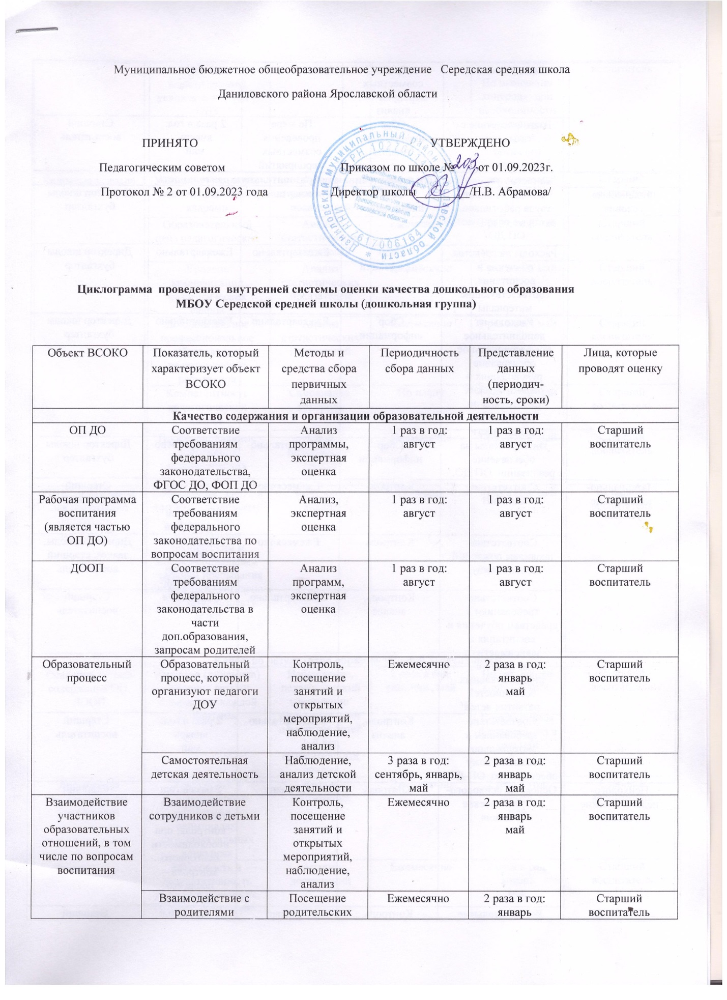 Муниципальное бюджетное общеобразовательное учреждение Середская средняя школа
Даниловского района Ярославской области
ПРИНЯТО
УТВЕРЖДЕНО
Педагогическим советом
Приказом по школе № 203 от 01.09.2023г.
Протокол № 2 от 01.09.2023 года
Директор школы /Н.В. Абрамова/
Циклограмма проведения внутренней системы оценки качества дошкольного образования
МБОУ Середской средней школы (дошкольная группа)
Объект ВСОКО
Показатель, который
характеризует объект
ВСОКО
Методы и
средства сбора
первичных
данных
Периодичность
сбора данных
Представление
данных
(периодич-
ность, сроки)
Лица, которые
проводят оценку
Качество содержания и организации образовательной деятельности
ОП ДО
Соответствие
требованиям
федерального
законодательства,
ФГОС ДО, ФОП ДО
Анализ
программы,
экспертная
оценка
1 раз в год:
август
1 раз в год:
август
Старший
воспитатель
Рабочая программа
воспитания
(является частью
ОП ДО)
Соответствие
требованиям
федерального
законодательства по
вопросам воспитания
Анализ,
экспертная
оценка
1 раз в год:
август
1 раз в год:
август
Старший
воспитатель
ДООП
Соответствие
требованиям
федерального
законодательства в
части
доп.образования,
запросам родителей
Анализ
программ,
экспертная
оценка
1 раз в год:
август
1 раз в год:
август
Старший
воспитатель
Образовательный
процесс
Образовательный
процесс, который
организуют педагоги
ДОУ
Контроль,
посещение
занятий и
открытых
мероприятий,
наблюдение,
анализ
Ежемесячно
2 раза в год:
январь
май
Старший
воспитатель
Самостоятельная
детская деятельность
Наблюдение,
анализ детской
деятельности
3 раза в год:
сентябрь, январь,
май
2 раза в год:
январь
май
Старший
воспитатель
Взаимодействие
участников
образовательных
отношений, в том
числе по вопросам
воспитания
Взаимодействие
сотрудников с детьми
Контроль,
посещение
занятий и
открытых
мероприятий,
наблюдение,
анализ
Ежемесячно
2 раза в год:
январь
май
Старший
воспитатель
Взаимодействие с
родителями
Посещение
родительских
Ежемесячно
2 раза в год:
январь
Старший
воспитатель
ИНН 7617006164